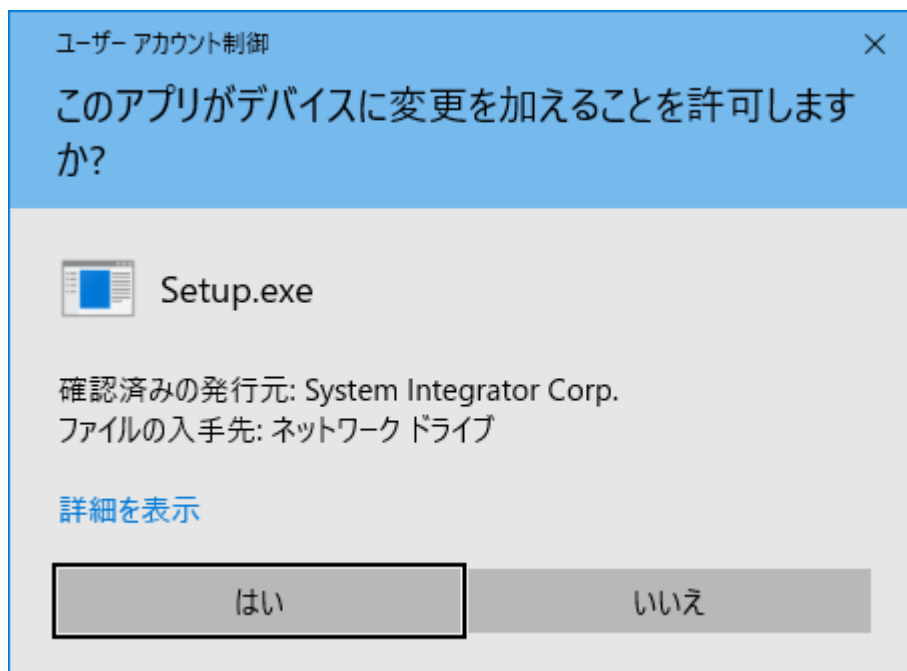 ユーザー アカウント制御
このアプリがデバイスに変更を加えることを許可します
か?
Setup.exe
確認済みの発行元: System Integrator Corp.
ファイルの入手先: ネットワーク ドライブ
詳細を表示
はい
いいえ